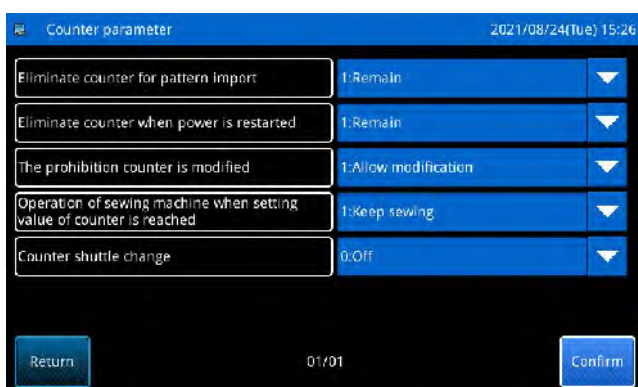 Counter parameter 2021/08/24(Tue) 15:26
Eliminate counter for pattern import 1:Remain
Eliminate counter when power is restarted 1:Remain
The prohibition counter is modified 1:Allow modification
Operation of sewing machine when setting
value of counter is reached 1:Keep sewing
Counter shuttle change 0:Off
Return 01/01 Confirm